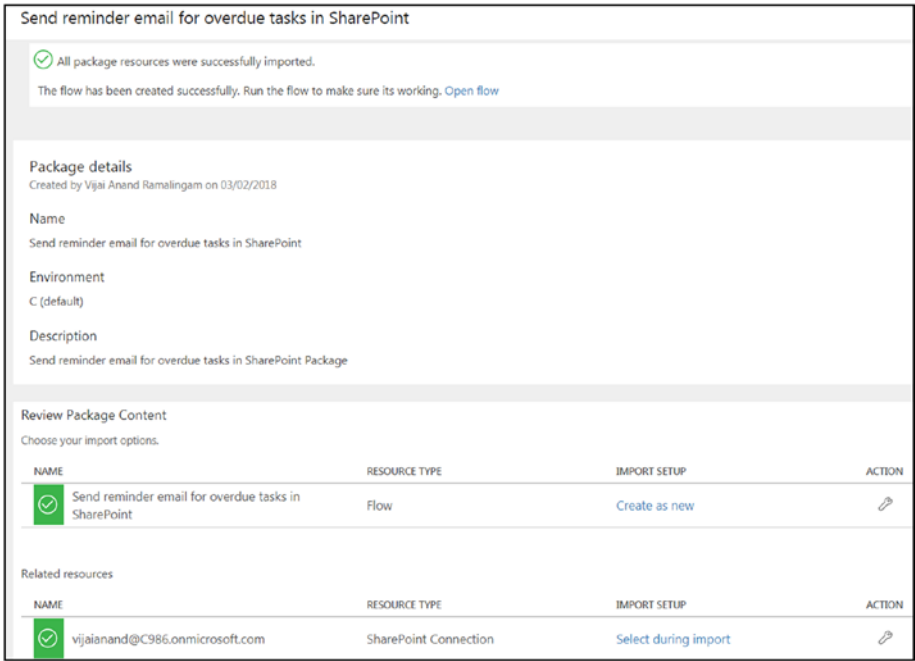 Send reminder email for overdue tasks in SharePoint
All package resources were successfully imported.
The flow has been created successfully. Run the flow to make sure its working. Open flow
Package details
Created by Vijai Anand Ramalingam on 03/02/2018
Name
Send reminder email for overdue tasks in SharePoint
Environment
C (default)
Description
Send reminder email for overdue tasks in SharePoint Package
Review Package Content
Choose your import options.
NAME RESOURCE TYPE IMPORT SETUP ACTION
Send reminder email for overdue tasks in
SharePoint Flow Create as new
Related resources
NAME RESOURCE TYPE IMPORT SETUP ACTION
vijaianand@C986.onmicrosoft.com SharePoint Connection Select during import